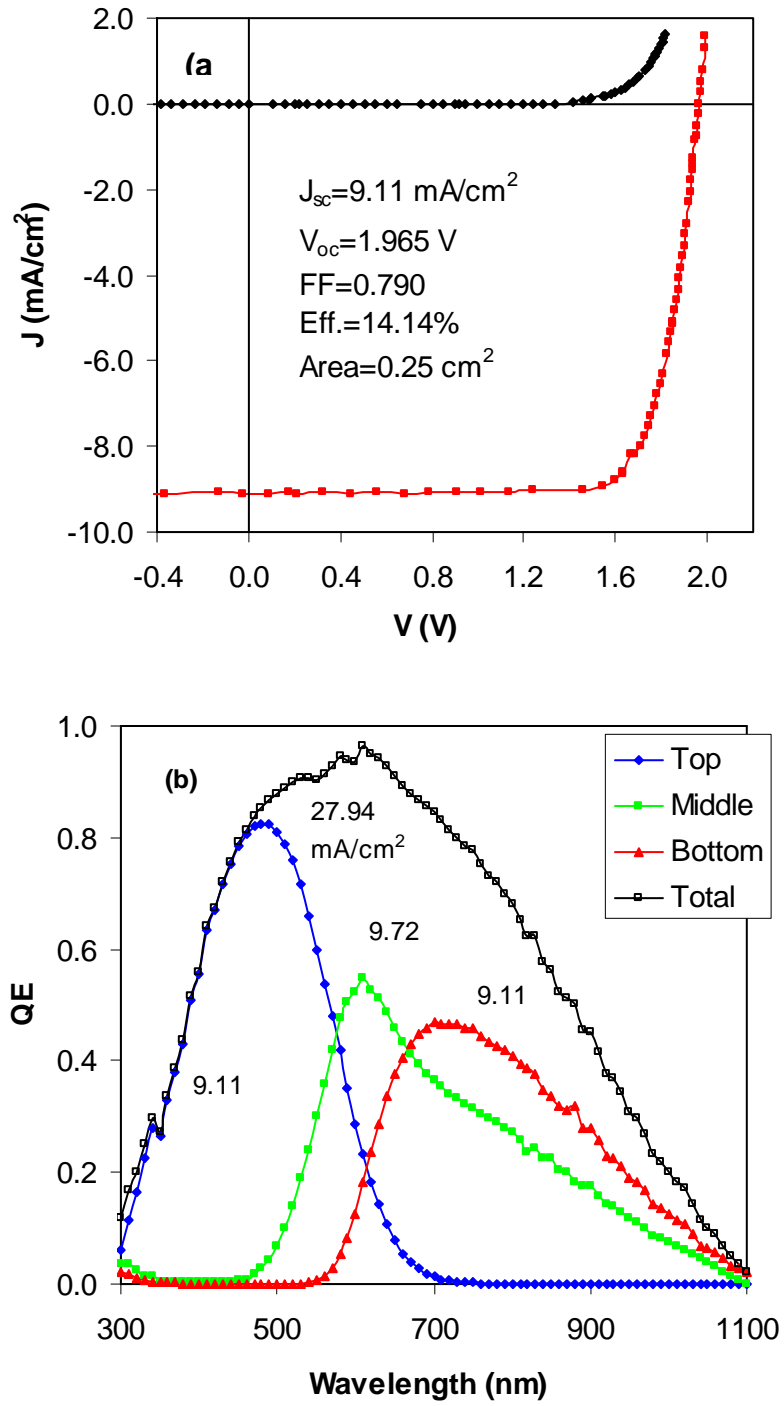 2.0
(a
0.0
-2.0
-4.0
-6.0
-8.0
-10.0
J (mA/cm²)
Jsc=9.11 mA/cm²
Voc=1.965 V
FF=0.790
Eff.=14.14%
Area=0.25 cm²
-0.4 0.0 0.4 0.8 1.2 1.6 2.0
V (V)
1.0
0.8
0.6
0.4
0.2
0.0
QE
(b)
27.94
mA/cm²
9.72
9.11
9.11
Top
Middle
Bottom
Total
300 500 700 900 1100
Wavelength (nm)